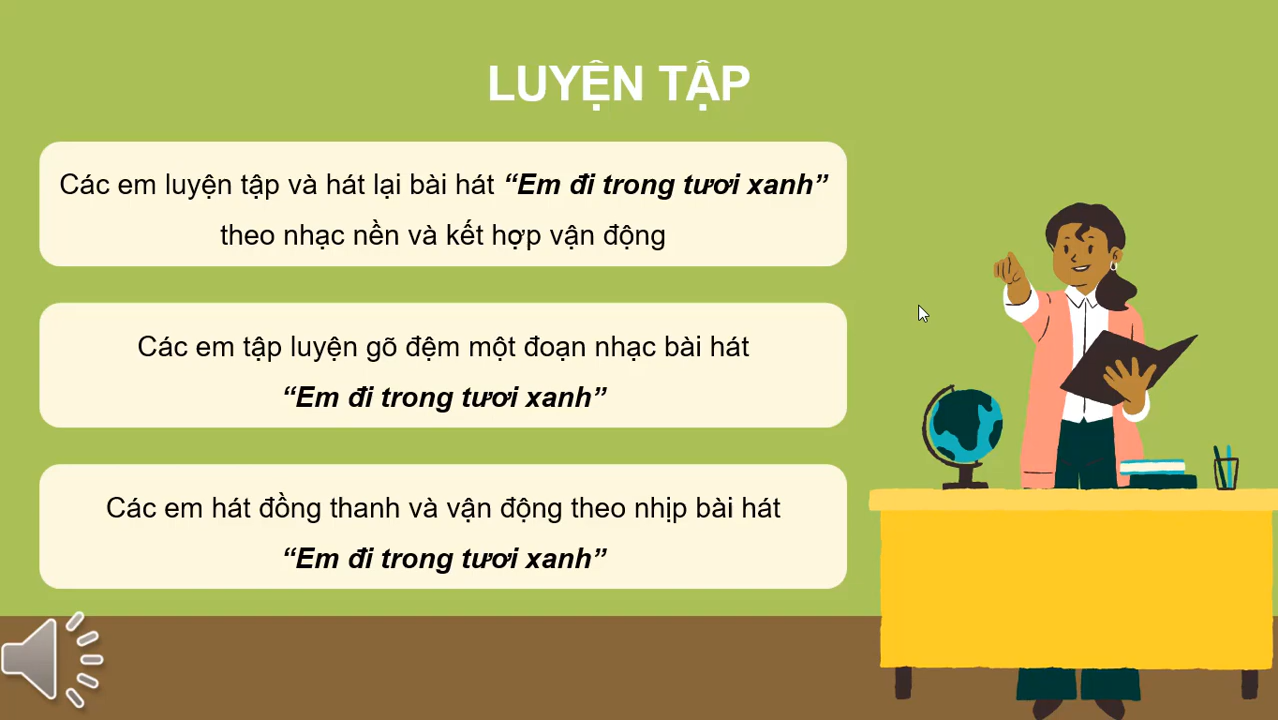 LUYỆN TẬP
Các em luyện tập và hát lại bài hát “Em đi trong tươi xanh”
theo nhạc nền và kết hợp vận động
Các em tập luyện gõ đệm một đoạn nhạc bài hát
“Em đi trong tươi xanh”
Các em hát đồng thanh và vận động theo nhịp bài hát
“Em đi trong tươi xanh”